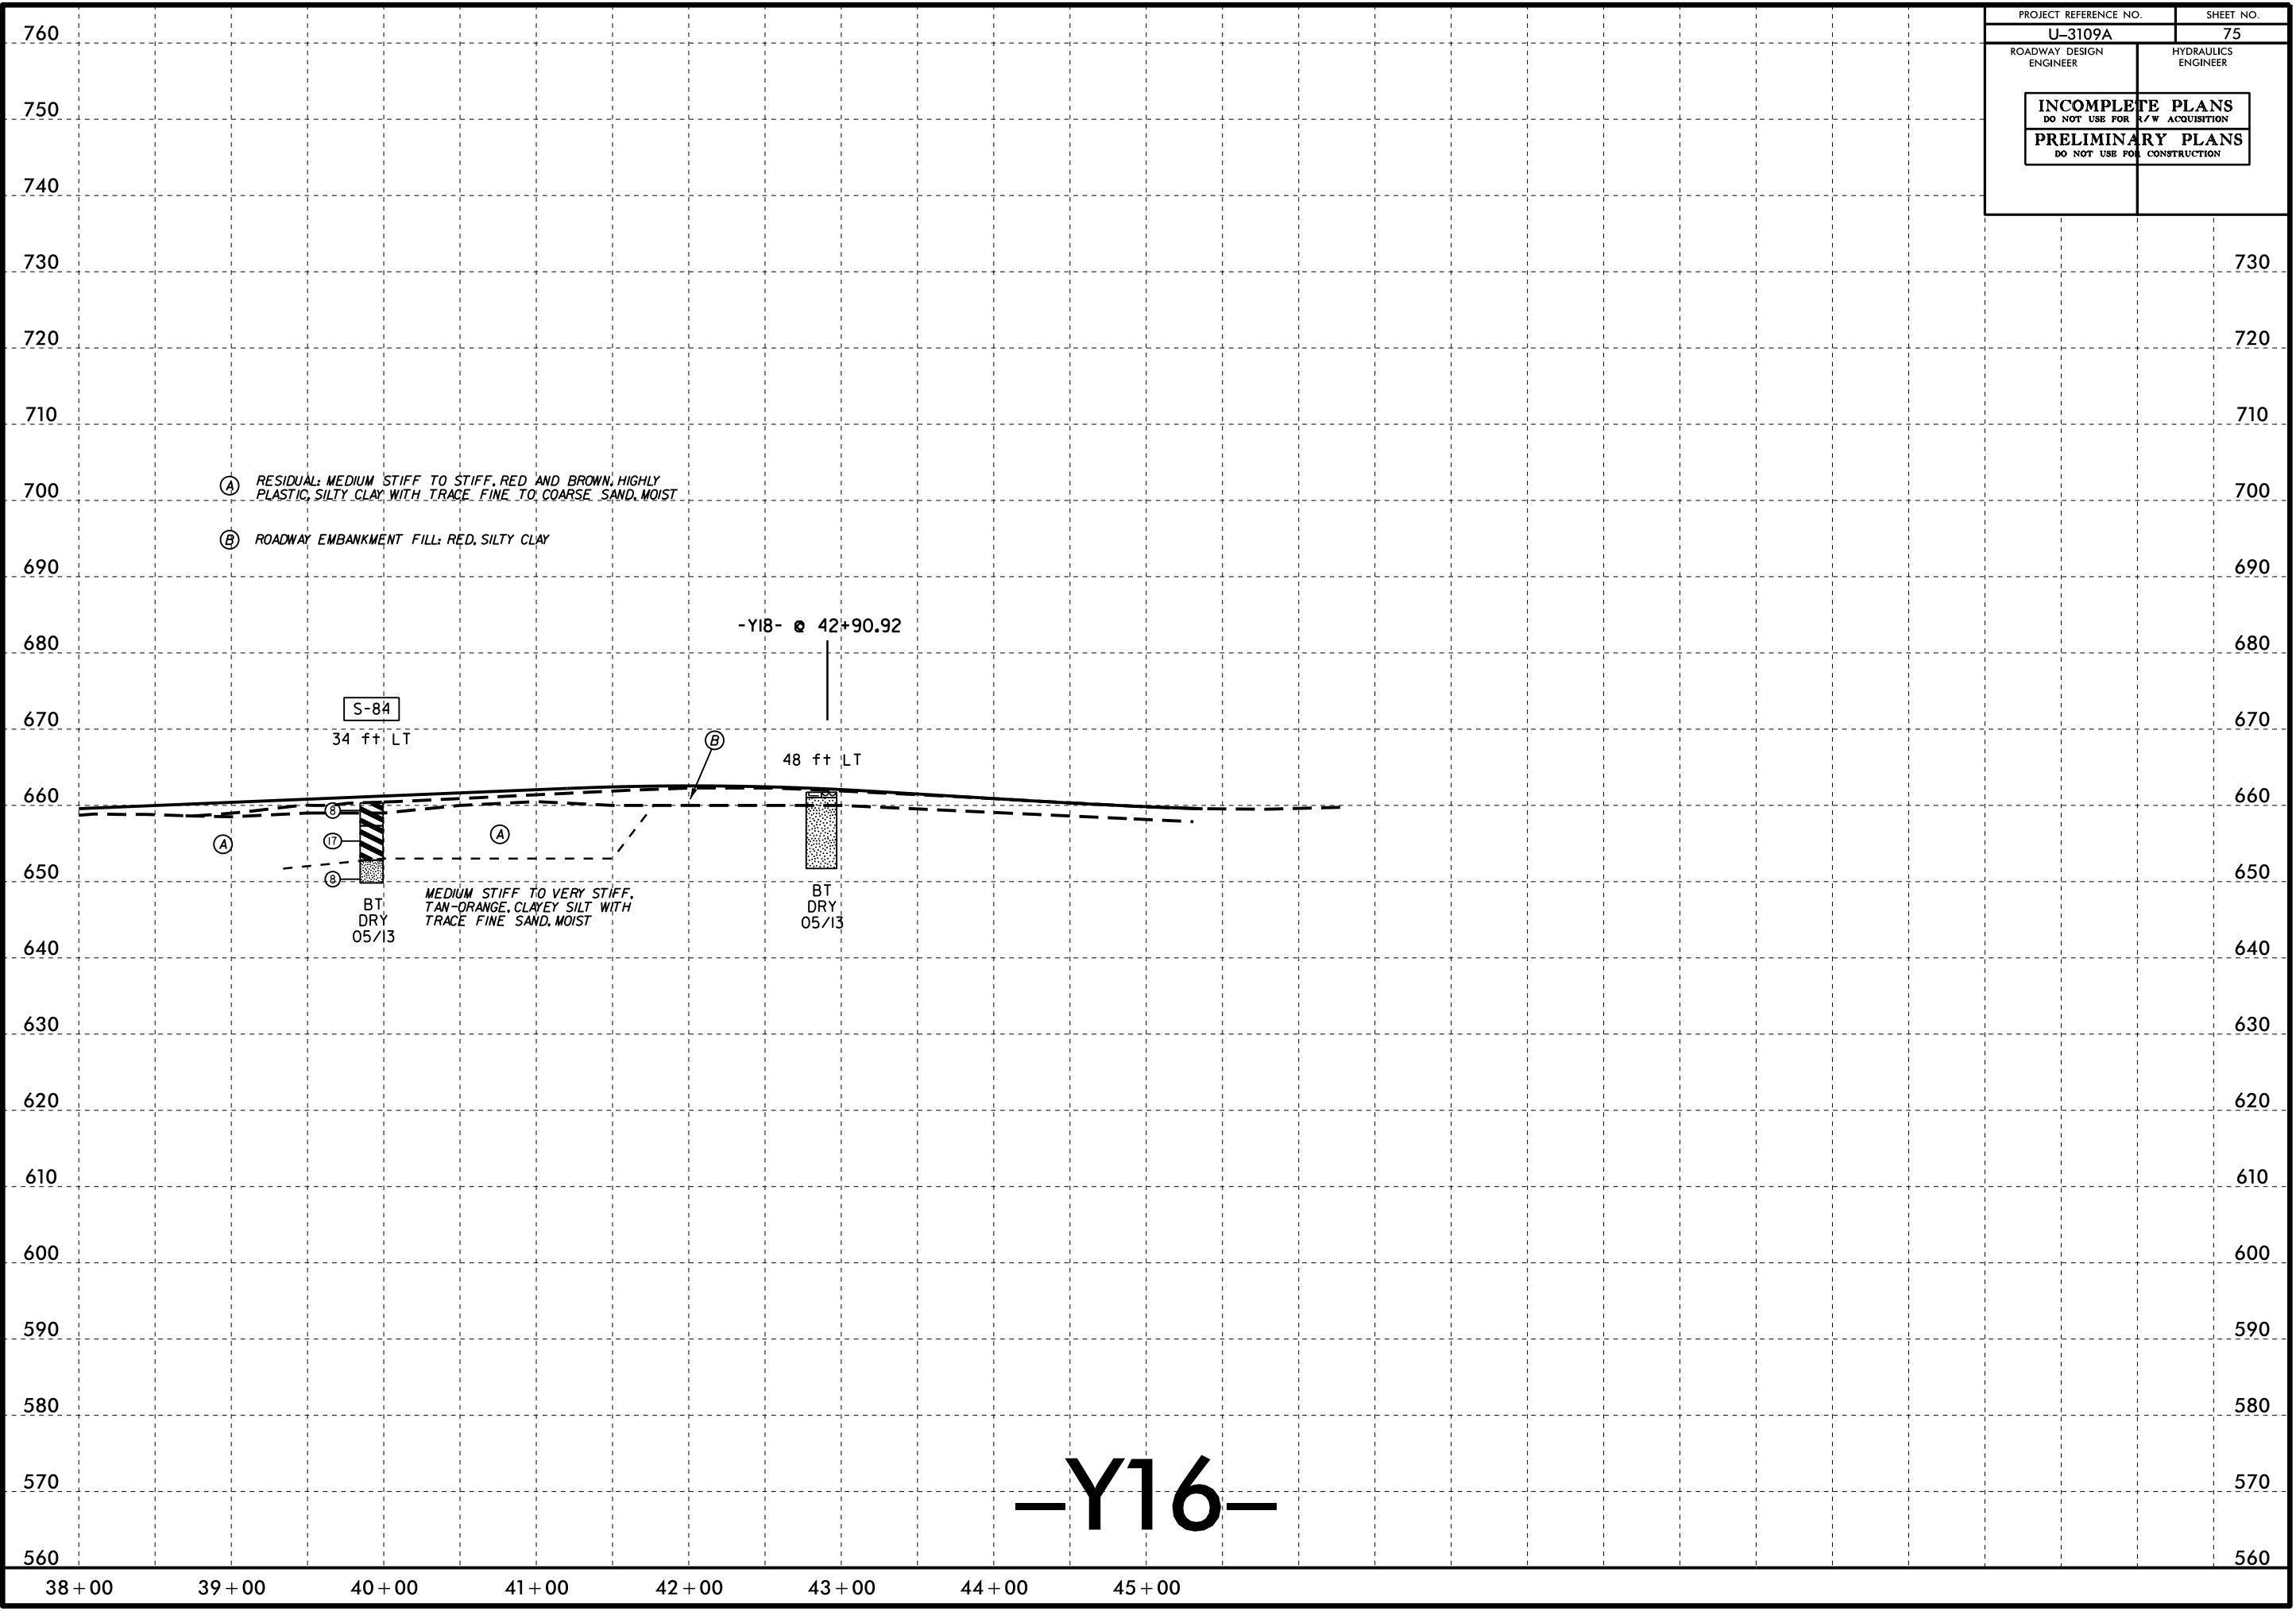 PROJECT REFERENCE NO. SHEET NO.
U–3109A 75
ROADWAY DESIGN
ENGINEER
HYDRAULICS
ENGINEER
INCOMPLETE PLANS
DO NOT USE FOR R/W ACQUISITION
PRELIMINARY PLANS
DO NOT USE FOR CONSTRUCTION
760
750
740
730 730
720 720
710 710
A RESIDUAL: MEDIUM STIFF TO STIFF, RED AND BROWN, HIGHLY
PLASTIC, SILTY CLAY WITH TRACE FINE TO COARSE SAND, MOIST
700 700
B ROADWAY EMBANKMENT FILL: RED, SILTY CLAY
690 690
-Y18- @ 42+90.92
680 680
S-84
670 670
34 ft LT
B
48 ft LT
660 660
8
A
17
A
8
650 650
MEDIUM STIFF TO VERY STIFF,
TAN-ORANGE, CLAYEY SILT WITH
TRACE FINE SAND, MOIST
BT
DRY
05/13
BT
DRY
05/13
640 640
630 630
620 620
610 610
600 600
590 590
580 580
570 570
–Y16–
560 560
38+00 39+00 40+00 41+00 42+00 43+00 44+00 45+00